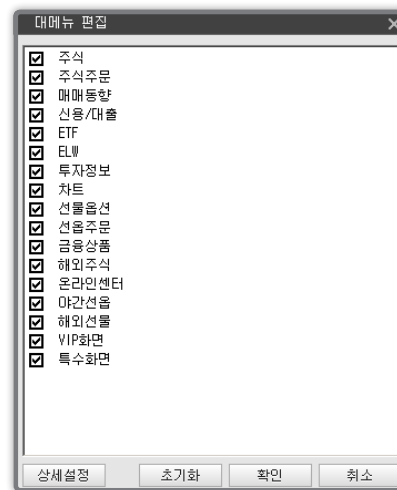 대메뉴 편집
주식
주식주문
매매동향
신용/대출
ETF
ELW
투자정보
차트
선물옵션
선옵주문
금융상품
해외주식
온라인센터
야간선옵
해외선물
VIP화면
특수화면
상세설정 초기화 확인 취소